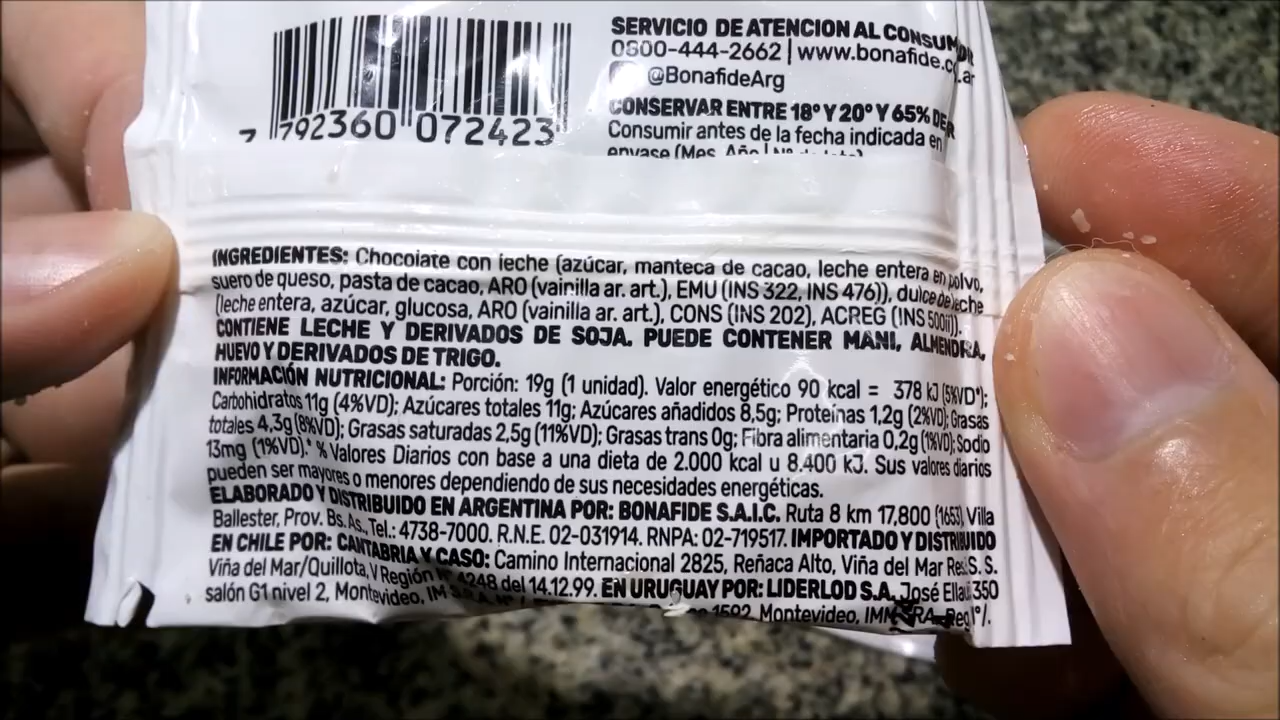 SERVICIO DE ATENCION AL CONSUMIDOR
0800-444-2662 | www.bonafide.co.ar
@BonafideArg
CONSERVAR ENTRE 18° Y 20° Y 65% DE
Consumir antes de la fecha indicada en
envase (Mes, Año
7 792360 072423
INGREDIENTES: Chocolate con leche (azúcar, manteca de cacao, leche entera en polvo,
suero de queso, pasta de cacao, ARO (vainilla ar. art.), EMU (INS 322, INS 476)), dulce de leche
(leche entera, azúcar, glucosa, ARO (vainilla ar. art.), CONS (INS 202), ACREG (INS 500ii)).
CONTIENE LECHE Y DERIVADOS DE SOJA. PUEDE CONTENER MANI, ALMENDRA,
HUEVO Y DERIVADOS DE TRIGO.
INFORMACIÓN NUTRICIONAL: Porción: 19g (1 unidad). Valor energético 90 kcal = 378 kJ (5%VD*);
Carbohidratos 11g (4%VD); Azúcares totales 11g; Azúcares añadidos 8,5g; Proteínas 1,2g (2%VD); Grasas
totales 4,3g (8%VD); Grasas saturadas 2,5g (11%VD); Grasas trans 0g; Fibra alimentaria 0,2g (1%VD); Sodio
13mg (1%VD).* % Valores Diarios con base a una dieta de 2.000 kcal u 8.400 kJ. Sus valores diarios
pueden ser mayores o menores dependiendo de sus necesidades energéticas.
ELABORADO Y DISTRIBUIDO EN ARGENTINA POR: BONAFIDE S.A.I.C. Ruta 8 km 17,800 (1653) Villa
Ballester, Prov. Bs. As., Tel.: 4738-7000. R.N.E. 02-031914. RNPA: 02-719517. IMPORTADO Y DISTRIBUIDO
EN CHILE POR: CANTABRIA Y CASO: Camino Internacional 2825, Reñaca Alto, Viña del Mar Res. S. S.
Viña del Mar/Quillota, V Región N° 4248 del 14.12.99. EN URUGUAY POR: LIDERLOD S.A. José Ellauri 350
salón G1 nivel 2, Montevideo, IM 1592, Montevideo,